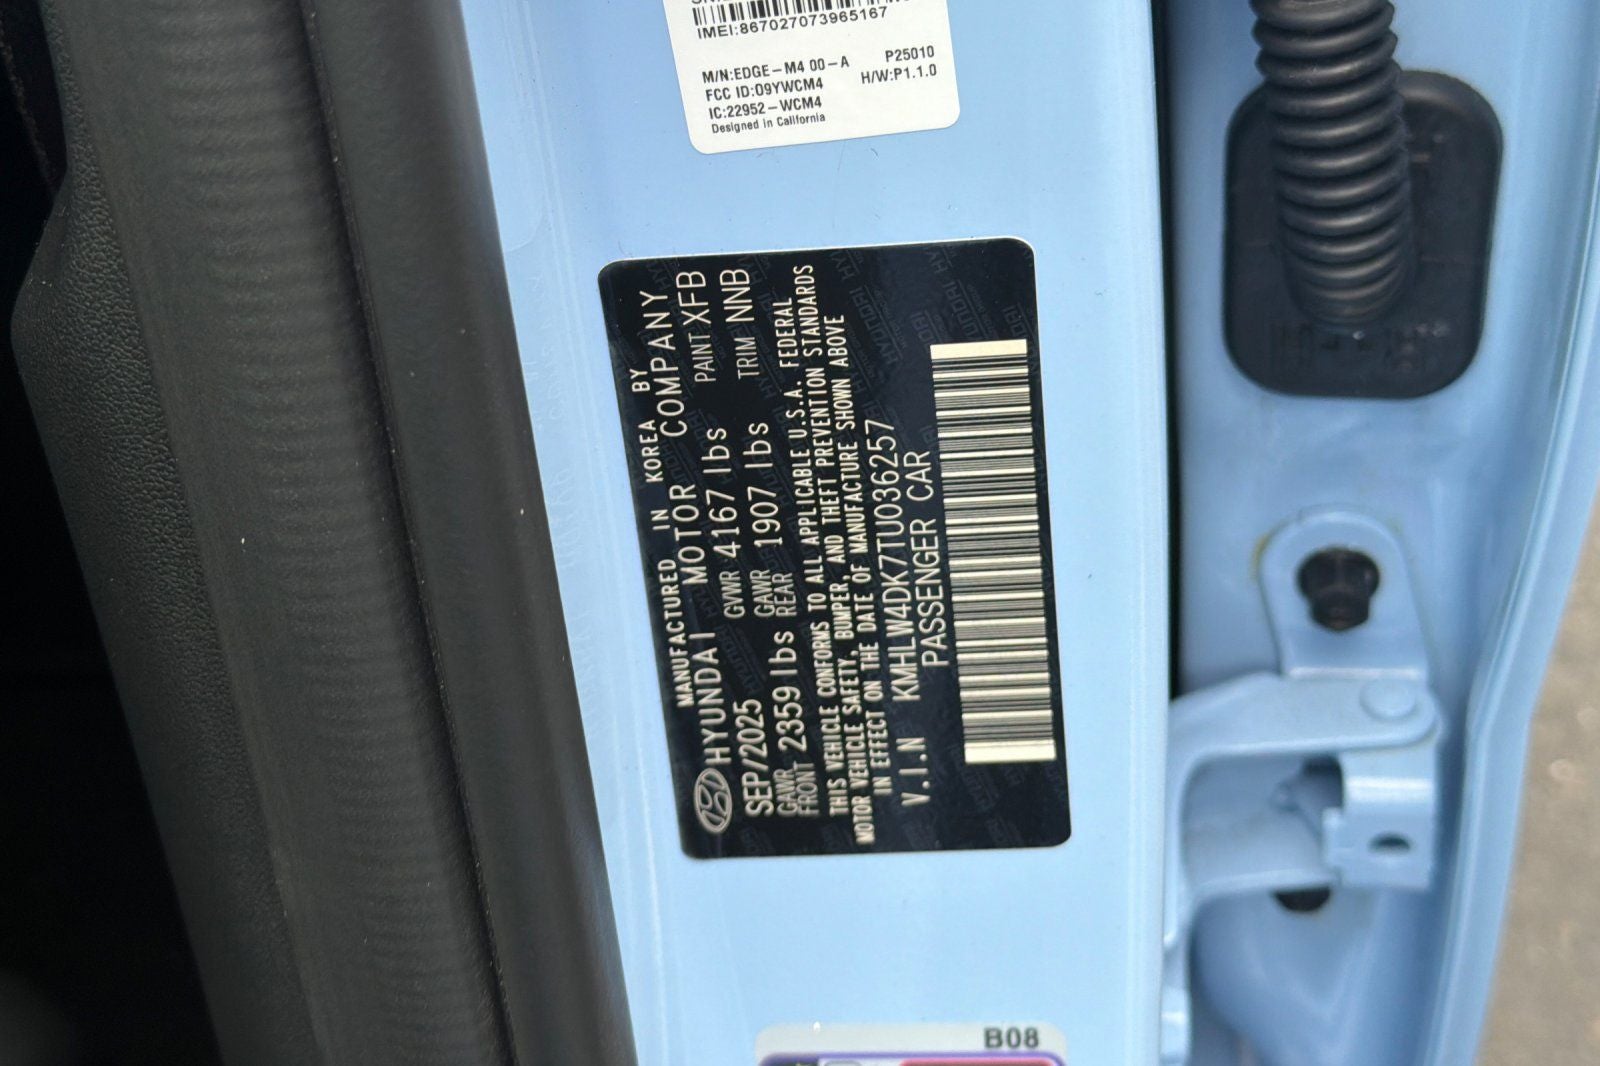 IMEI:867027073965167
M/N:EDGE-M4 00-A P25010
FCC ID:09YWCM4 H/W:P1.1.0
IC:22952-WCM4
Designed in California
MANUFACTURED IN KOREA BY
HYUNDAI MOTOR COMPANY
SEP/2025 GVWR 4167 lbs PAINT XFB
GAWR FRONT 2359 lbs GAWR REAR 1907 lbs TRIM NNB
THIS VEHICLE CONFORMS TO ALL APPLICABLE U.S.A. FEDERAL
MOTOR VEHICLE SAFETY, BUMPER, AND THEFT PREVENTION STANDARDS
IN EFFECT ON THE DATE OF MANUFACTURE SHOWN ABOVE
V.I.N KMHLW4DK7TU036257
PASSENGER CAR
B08